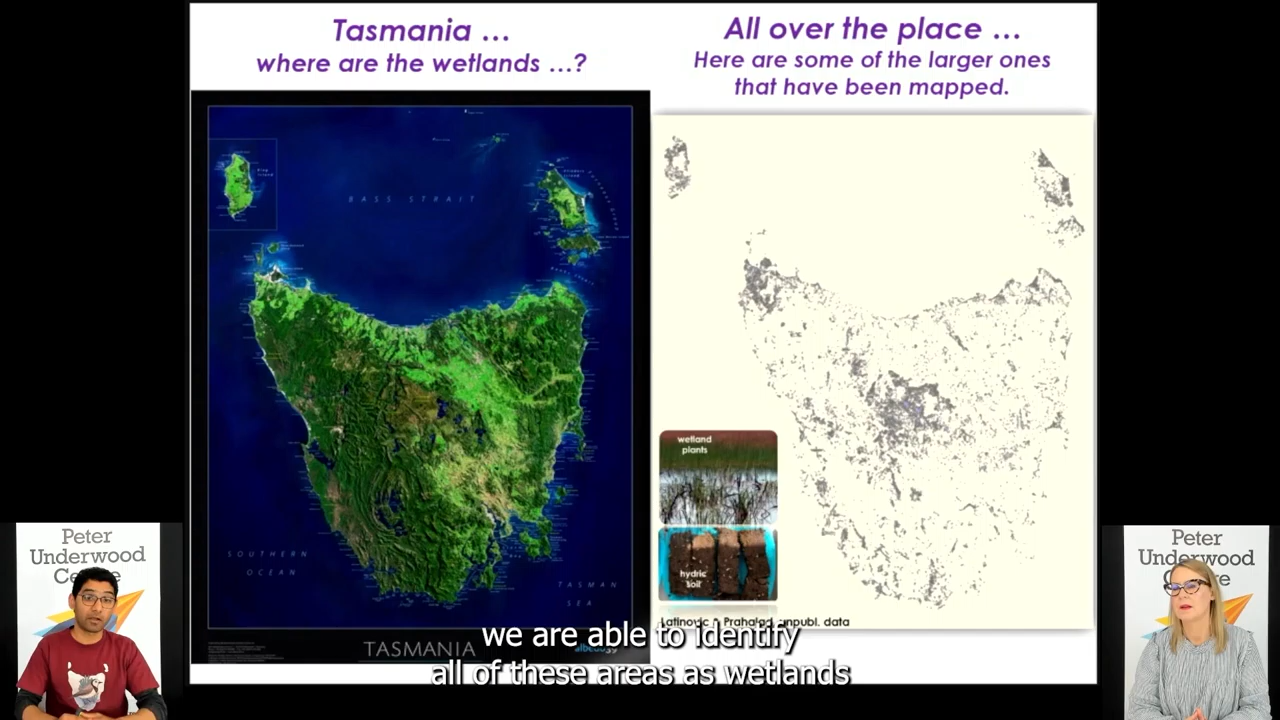 Tasmania ...
where are the wetlands ...?
All over the place ...
Here are some of the larger ones
that have been mapped.
BASS STRAIT
SOUTHERN
OCEAN
TASMAN
SEA
TASMANIA
wetland
plants
hydric
soil
unpubl. data
we are able to identify
all of these areas as wetlands
Peter
Underwood
Peter
Underwood